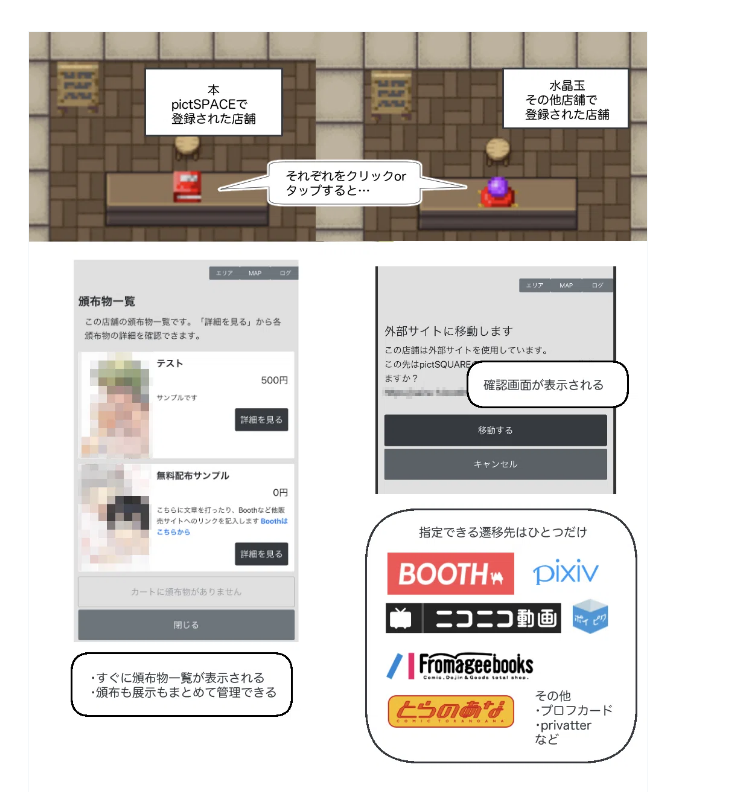 本
pictSPACEで
登録された店舗
水晶玉
その他店舗で
登録された店舗
それぞれをクリックor
タップすると…
エリア MAP ログ
頒布物一覧
この店舗の頒布物一覧です。「詳細を見る」から各
頒布物の詳細を確認できます。
テスト
500円
サンプルです
詳細を見る
無料配布サンプル
0円
こちらに文章を打ったり、Boothなど他販
売サイトへのリンクを記入します Boothは
こちらから
詳細を見る
カートに頒布物がありません
閉じる
・すぐに頒布物一覧が表示される
・頒布も展示もまとめて管理できる
エリア MAP ログ
外部サイトに移動します
この店舗は外部サイトを使用しています。
この先はpictSQUARE
ますか？
確認画面が表示される
移動する
キャンセル
指定できる遷移先はひとつだけ
BOOTH pixiv
ニコニコ動画 ポイピク
Fromageebooks
Comic, Dojin & Goods total shop.
とらのあな
COMIC TORANOANA
その他
・プロフカード
・privatter
など